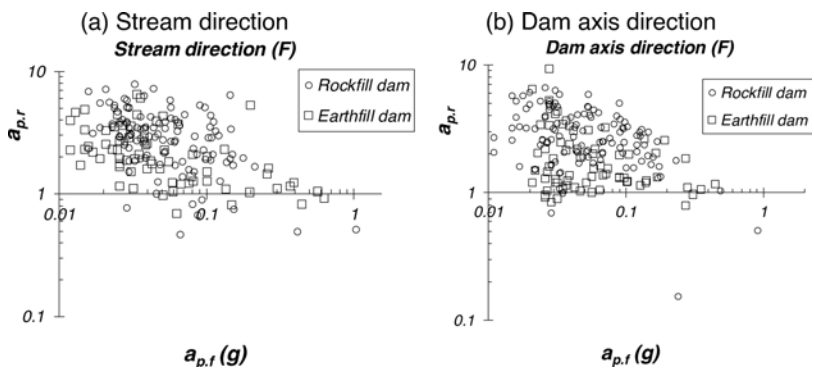 (a) Stream direction
Stream direction (F)
10
a_p.r
Rockfill dam
Earthfill dam
1
0.01
0.1
1
0.1
a_p.f (g)
(b) Dam axis direction
Dam axis direction (F)
10
a_p.r
Rockfill dam
Earthfill dam
1
0.01
0.1
1
0.1
a_p.f (g)